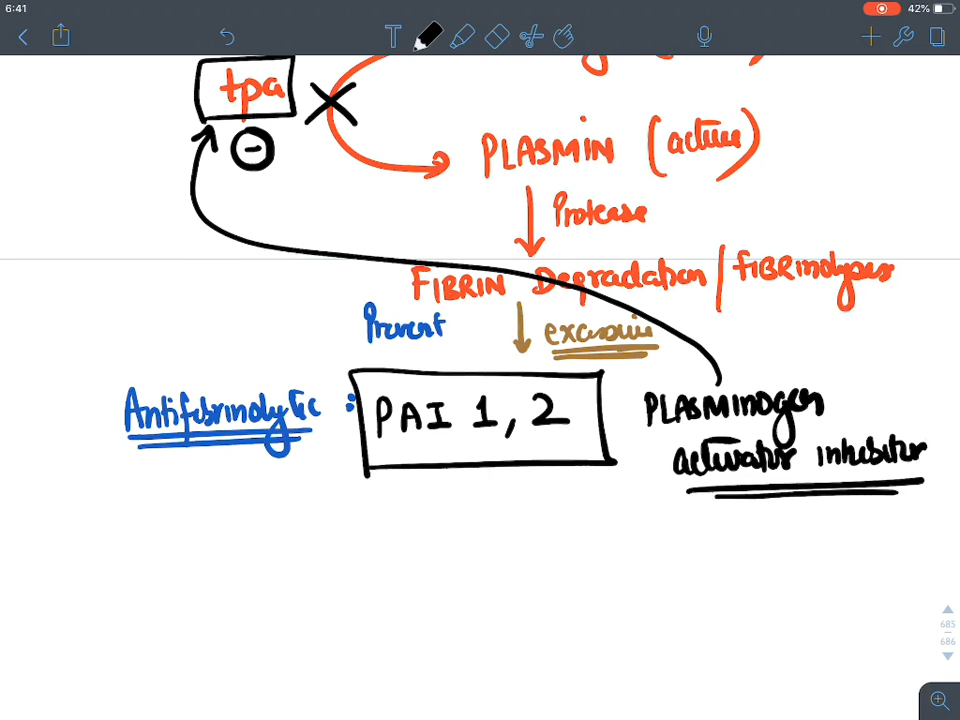 6:41
42%
T
tpa
PLASMIN (active)
Protease
FIBRIN Degradation / FIBRInolysis
Prevent
excessive
Antifibrinolytic :
PAI 1, 2
PLASMINogen
activator inhibitor
685
686